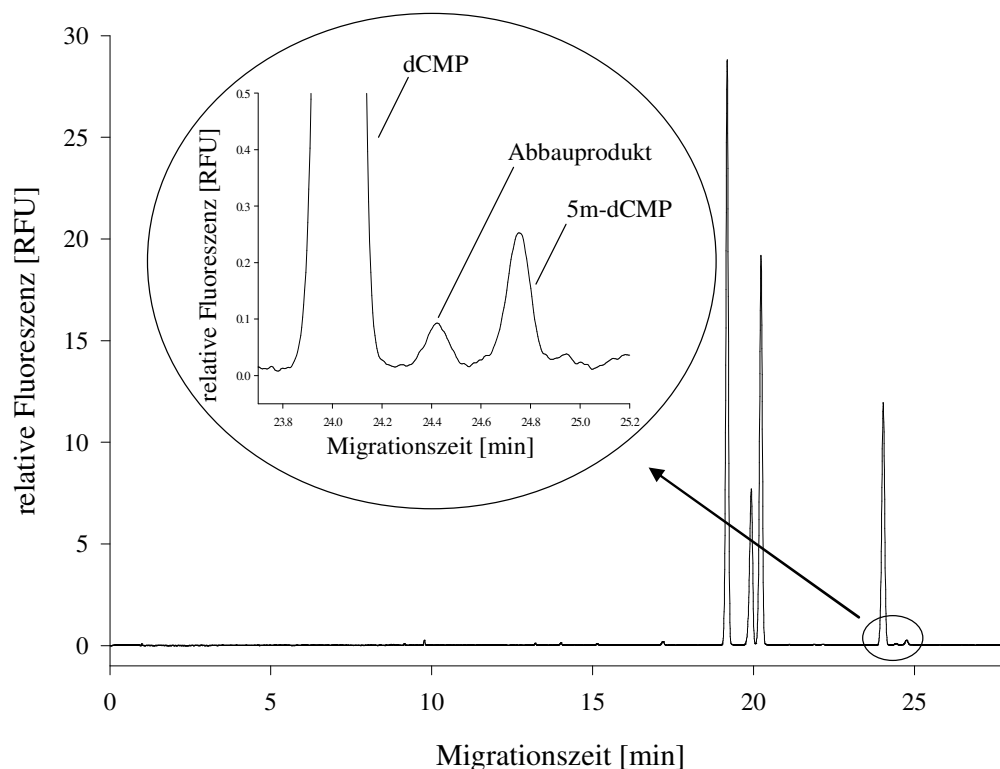 30
25
20
15
10
5
0
relative Fluoreszenz [RFU]
0 5 10 15 20 25
Migrationszeit [min]
dCMP
Abbauprodukt
5m-dCMP
0.5
0.4
0.3
0.2
0.1
0.0
relative Fluoreszenz [RFU]
23.8 24.0 24.2 24.4 24.6 24.8 25.0 25.2
Migrationszeit [min]